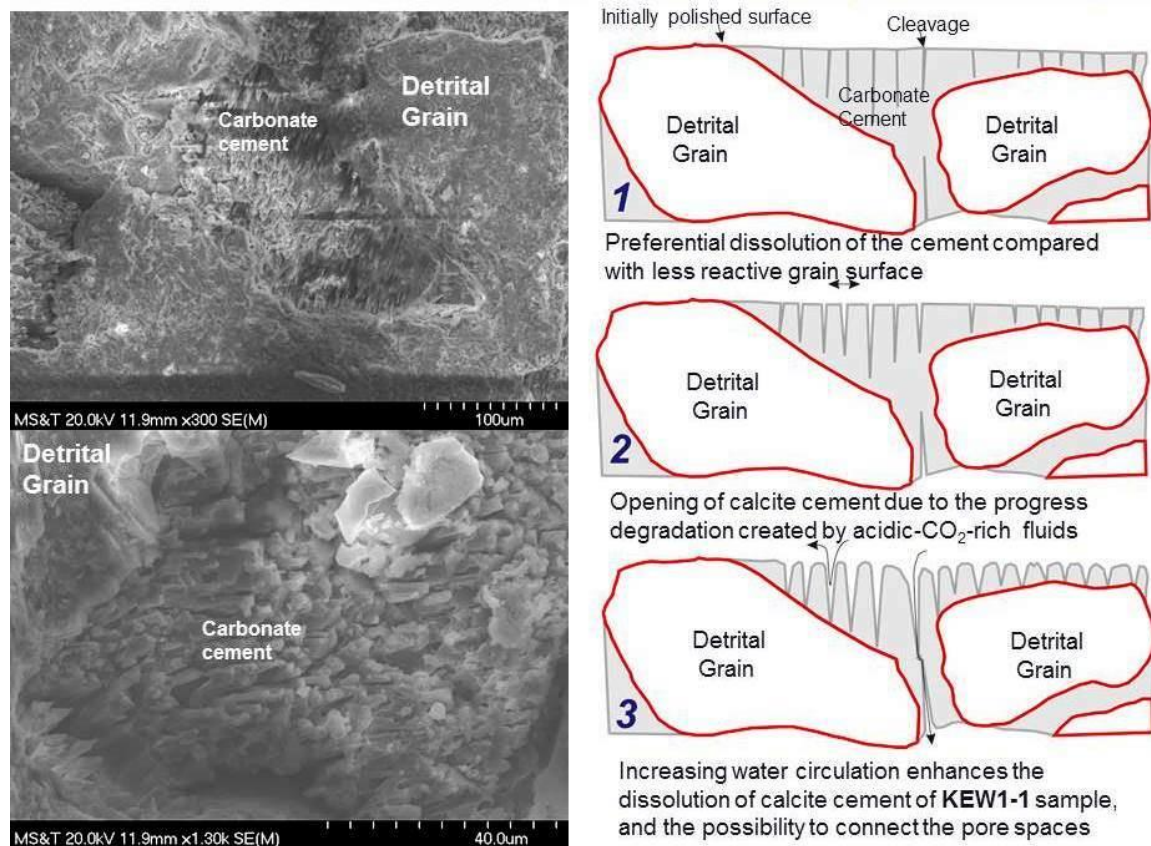 Detrital
Grain
Carbonate
cement
MS&T 20.0kV 11.9mm x300 SE(M)
100um
Detrital
Grain
Carbonate
cement
MS&T 20.0kV 11.9mm x1.30k SE(M)
40.0um
Initially polished surface
Cleavage
Carbonate
Cement
Detrital
Grain
Detrital
Grain
1
Preferential dissolution of the cement compared
with less reactive grain surface
Detrital
Grain
Detrital
Grain
2
Opening of calcite cement due to the progress
degradation created by acidic-CO₂-rich fluids
Detrital
Grain
Detrital
Grain
3
Increasing water circulation enhances the
dissolution of calcite cement of KEW1-1 sample,
and the possibility to connect the pore spaces